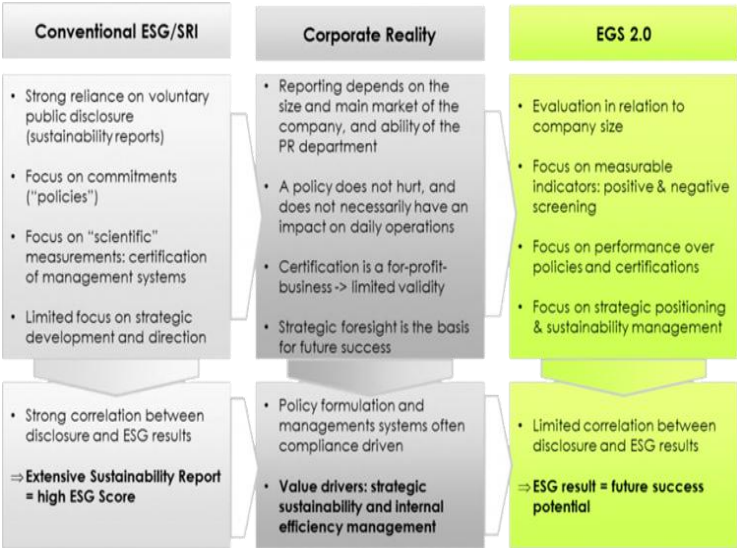 Conventional ESG/SRI
• Strong reliance on voluntary
public disclosure
(sustainability reports)
• Focus on commitments
("policies")
• Focus on "scientific"
measurements: certification
of management systems
• Limited focus on strategic
development and direction
• Strong correlation between
disclosure and ESG results
⇒ Extensive Sustainability Report
= high ESG Score
Corporate Reality
• Reporting depends on the
size and main market of the
company, and ability of the
PR department
• A policy does not hurt, and
does not necessarily have an
impact on daily operations
• Certification is a for-profit-
business -> limited validity
• Strategic foresight is the basis
for future success
• Policy formulation and
managements systems often
compliance driven
• Value drivers: strategic
sustainability and internal
efficiency management
EGS 2.0
• Evaluation in relation to
company size
• Focus on measurable
indicators: positive & negative
screening
• Focus on performance over
policies and certifications
• Focus on strategic positioning
& sustainability management
• Limited correlation between
disclosure and ESG results
⇒ ESG result = future success
potential